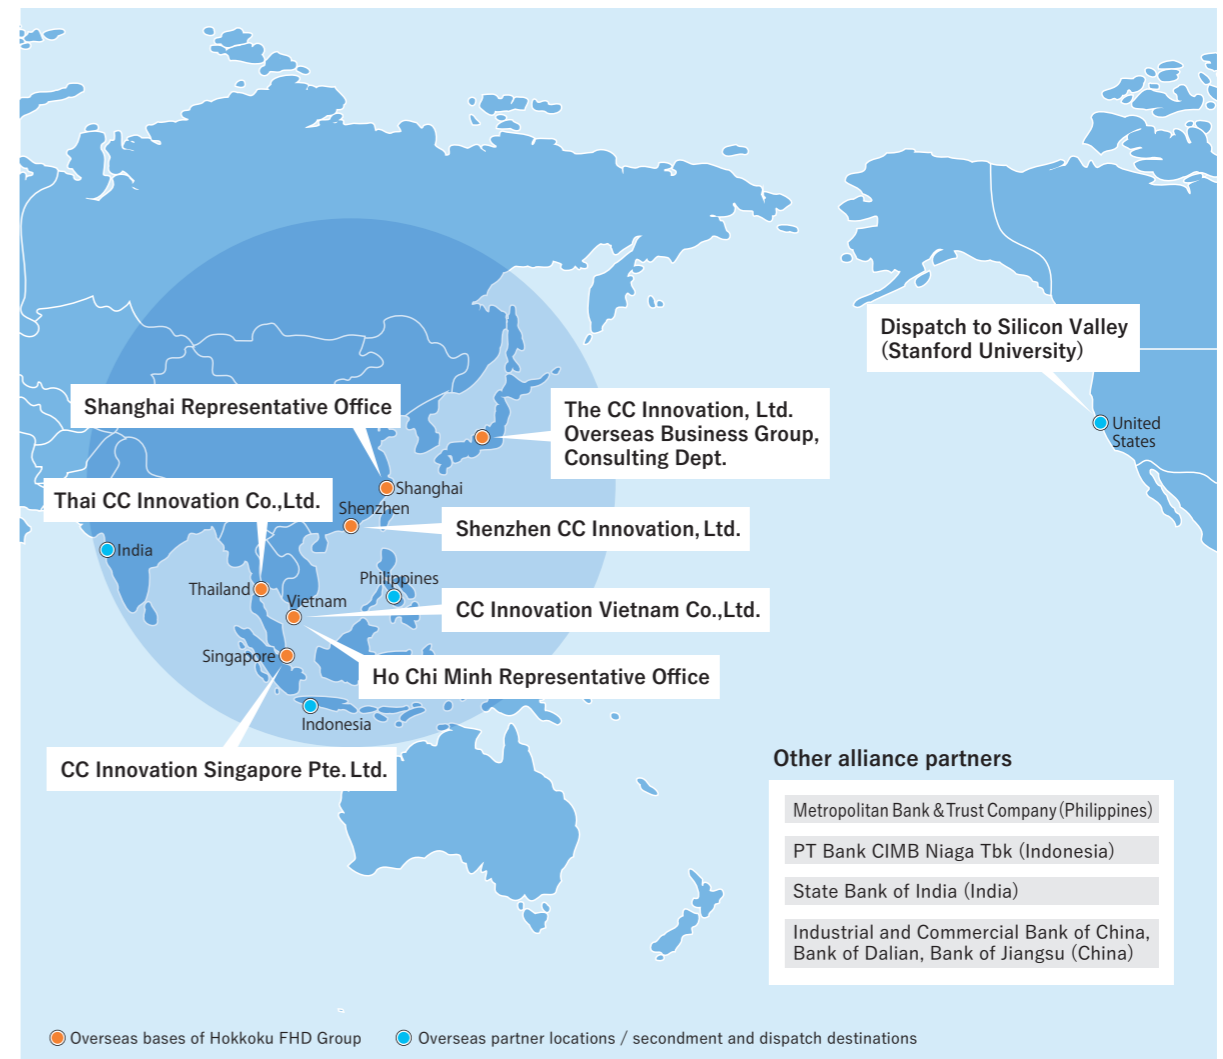 Dispatch to Silicon Valley
(Stanford University)
United
States
Shanghai Representative Office
The CC Innovation, Ltd.
Overseas Business Group,
Consulting Dept.
Shanghai
Thai CC Innovation Co.,Ltd.
Shenzhen
Shenzhen CC Innovation, Ltd.
India
Philippines
Thailand
Vietnam
CC Innovation Vietnam Co.,Ltd.
Singapore
Ho Chi Minh Representative Office
Indonesia
CC Innovation Singapore Pte. Ltd.
Other alliance partners
Metropolitan Bank & Trust Company (Philippines)
PT Bank CIMB Niaga Tbk (Indonesia)
State Bank of India (India)
Industrial and Commercial Bank of China,
Bank of Dalian, Bank of Jiangsu (China)
Overseas bases of Hokkoku FHD Group
Overseas partner locations / secondment and dispatch destinations